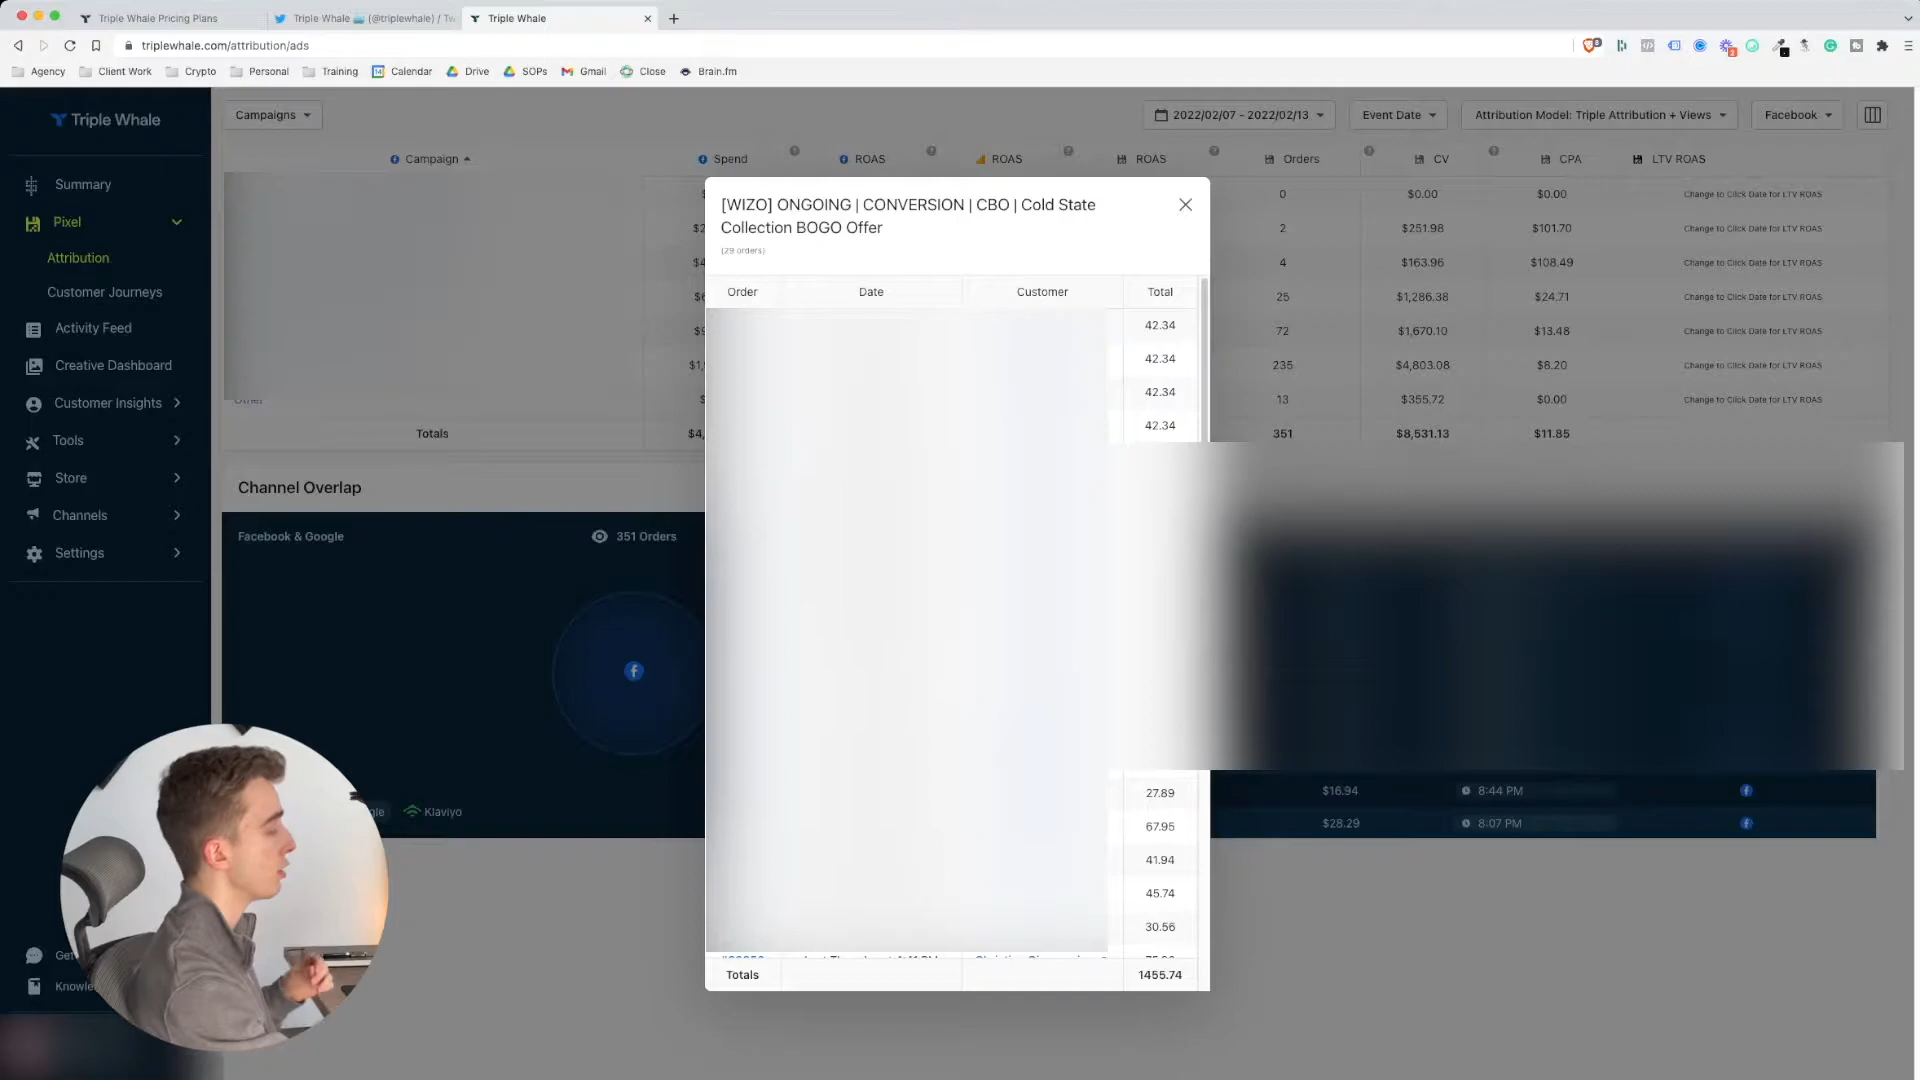 Triple Whale Pricing Plans
Triple Whale 🐳 (@triplewhale) / Tw
Triple Whale
triplewhale.com/attribution/ads
Agency
Client Work
Crypto
Personal
Training
Calendar
Drive
SOPs
Gmail
Close
Brain.fm
Triple Whale
Summary
Pixel
Attribution
Customer Journeys
Activity Feed
Creative Dashboard
Customer Insights
Tools
Store
Channels
Settings
Get
Knowle
Campaigns
2022/02/07 - 2022/02/13
Event Date
Attribution Model: Triple Attribution + Views
Facebook
Campaign
Spend
ROAS
ROAS
ROAS
Orders
CV
CPA
LTV ROAS
0
$0.00
$0.00
Change to Click Date for LTV ROAS
2
$251.98
$101.70
Change to Click Date for LTV ROAS
4
$163.96
$108.49
Change to Click Date for LTV ROAS
25
$1,286.38
$24.71
Change to Click Date for LTV ROAS
72
$1,670.10
$13.48
Change to Click Date for LTV ROAS
$1,
235
$4,803.08
$8.20
Change to Click Date for LTV ROAS
13
$355.72
$0.00
Change to Click Date for LTV ROAS
Totals
$4,
351
$8,531.13
$11.85
[WIZO] ONGOING | CONVERSION | CBO | Cold State
Collection BOGO Offer
(29 orders)
Order
Date
Customer
Total
42.34
42.34
42.34
42.34
27.89
67.95
41.94
45.74
30.56
Totals
1455.74
Channel Overlap
Facebook & Google
351 Orders
Klaviyo
$16.94
8:44 PM
$28.29
8:07 PM